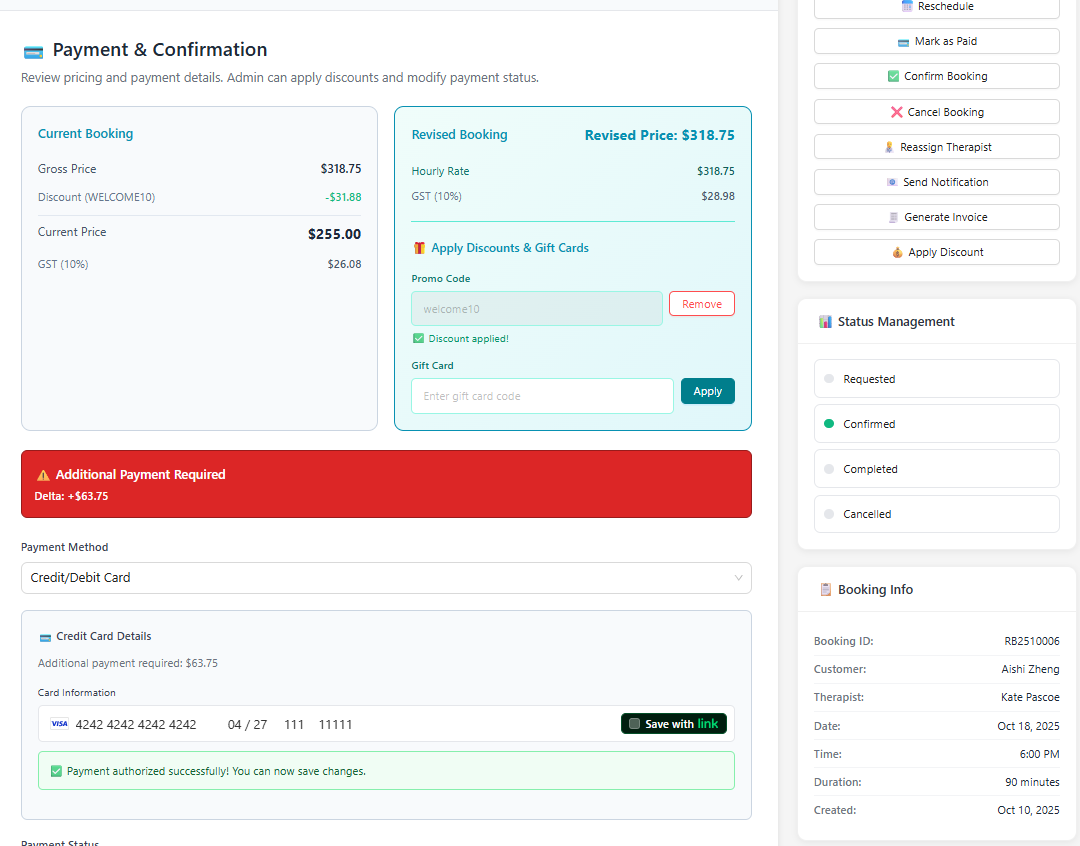 Payment & Confirmation
Review pricing and payment details. Admin can apply discounts and modify payment status.
Current Booking
Gross Price $318.75
Discount (WELCOME10) -$31.88
Current Price $255.00
GST (10%) $26.08
Revised Booking Revised Price: $318.75
Hourly Rate $318.75
GST (10%) $28.98
Apply Discounts & Gift Cards
Promo Code
welcome10 Remove
Discount applied!
Gift Card
Enter gift card code Apply
Additional Payment Required
Delta: +$63.75
Payment Method
Credit/Debit Card
Credit Card Details
Additional payment required: $63.75
Card Information
VISA 4242 4242 4242 4242 04 / 27 111 11111 Save with link
Payment authorized successfully! You can now save changes.
Payment Status
Reschedule
Mark as Paid
Confirm Booking
Cancel Booking
Reassign Therapist
Send Notification
Generate Invoice
Apply Discount
Status Management
Requested
Confirmed
Completed
Cancelled
Booking Info
Booking ID: RB2510006
Customer: Aishi Zheng
Therapist: Kate Pascoe
Date: Oct 18, 2025
Time: 6:00 PM
Duration: 90 minutes
Created: Oct 10, 2025